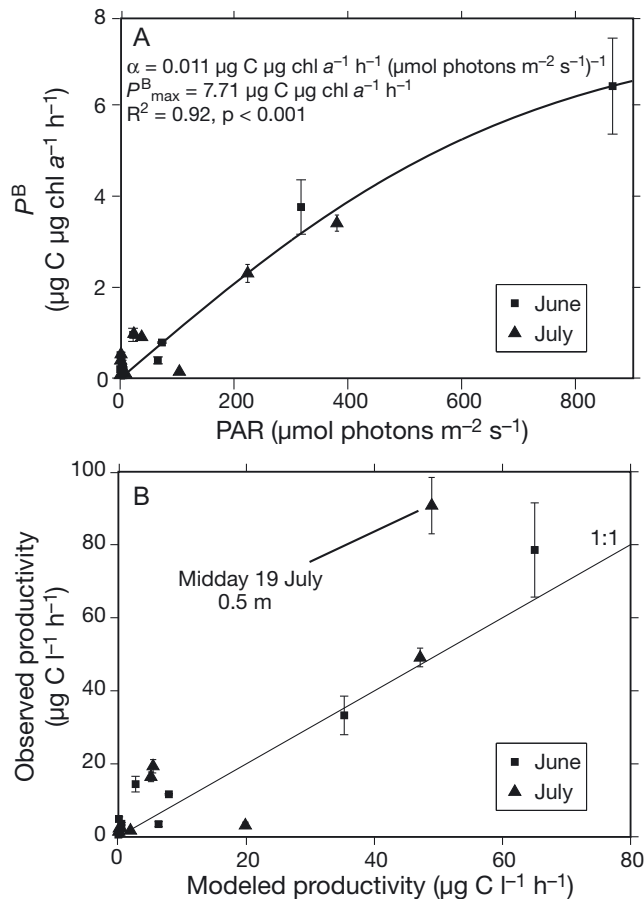 8
A
α = 0.011 µg C µg chl a⁻¹ h⁻¹ (µmol photons m⁻² s⁻¹)⁻¹
Pᴮmax = 7.71 µg C µg chl a⁻¹ h⁻¹
R² = 0.92, p < 0.001
6
4
2
0
Pᴮ
(µg C µg chl a⁻¹ h⁻¹)
June
July
0 200 400 600 800
PAR (µmol photons m⁻² s⁻¹)
100
B
80
60
40
20
0
1:1
Midday 19 July
0.5 m
Observed productivity
(µg C l⁻¹ h⁻¹)
June
July
0 20 40 60 80
Modeled productivity (µg C l⁻¹ h⁻¹)